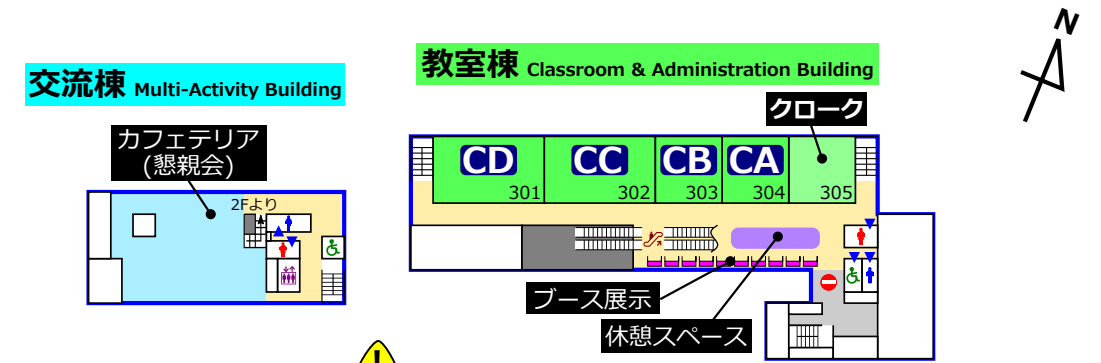 N
交流棟 Multi-Activity Building
教室棟 Classroom & Administration Building
カフェテリア
(懇親会)
2Fより
クローク
CD
301
CC
302
CB
303
CA
304
305
ブース展示
休憩スペース
!